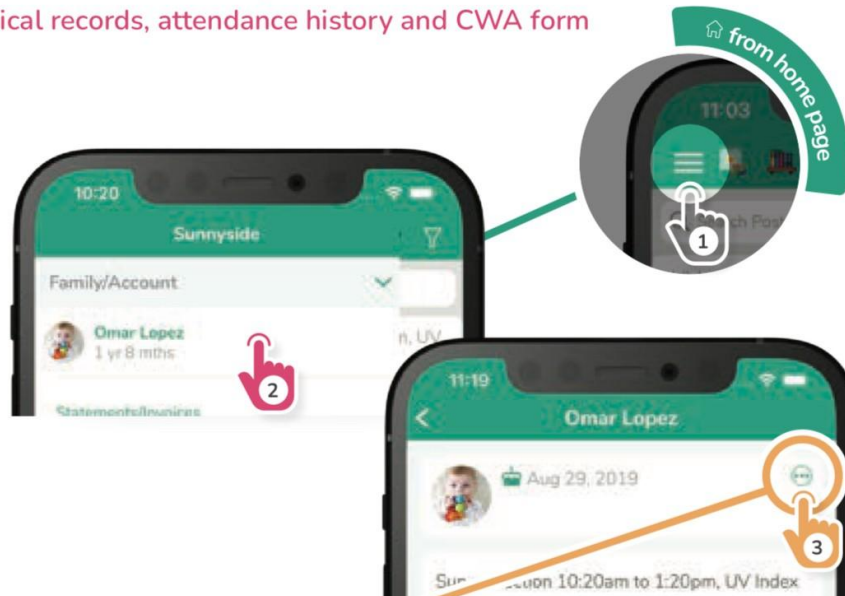 ical records, attendance history and CWA form
from home page
11:03
1
10:20
Sunnyside
Family/Account
Omar Lopez
1 yr 8 mths
n, UV
2
Statements/Invoices
11:19
Omar Lopez
Aug 29, 2019
3
10:20am to 1:20pm, UV Index